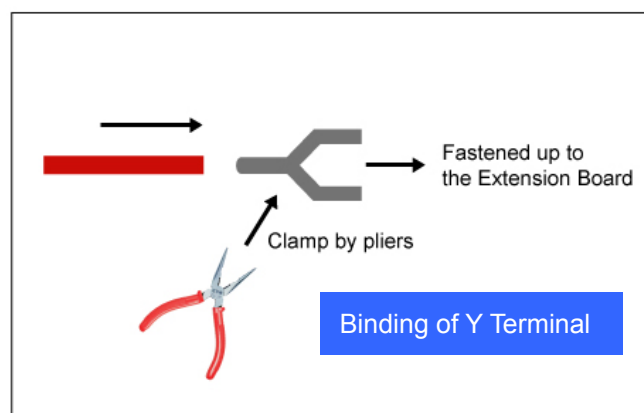 Fastened up to
the Extension Board
Clamp by pliers
Binding of Y Terminal